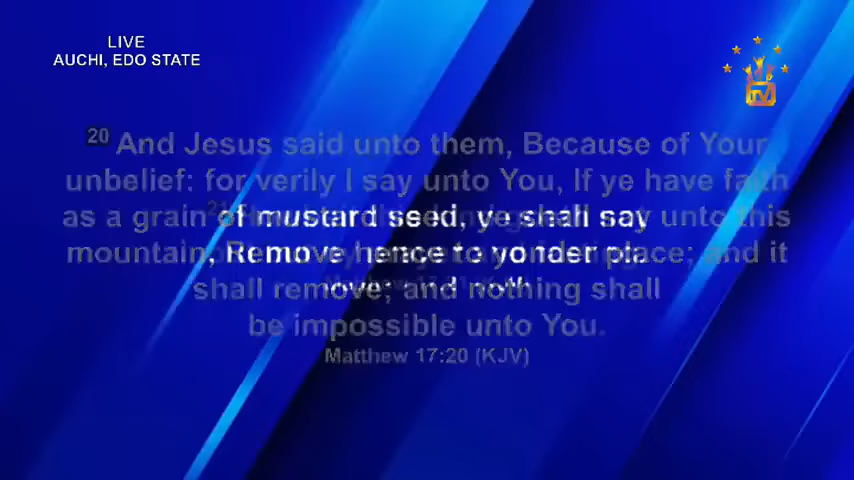 LIVE
AUCHI, EDO STATE
TV
20 And Jesus said unto them, Because of Your
unbelief: for verily I say unto You, If ye have faith
as a grain of mustard seed, ye shall say unto this
mountain, Remove hence to yonder place; and it
shall remove; and nothing shall
be impossible unto You.
Matthew 17:20 (KJV)